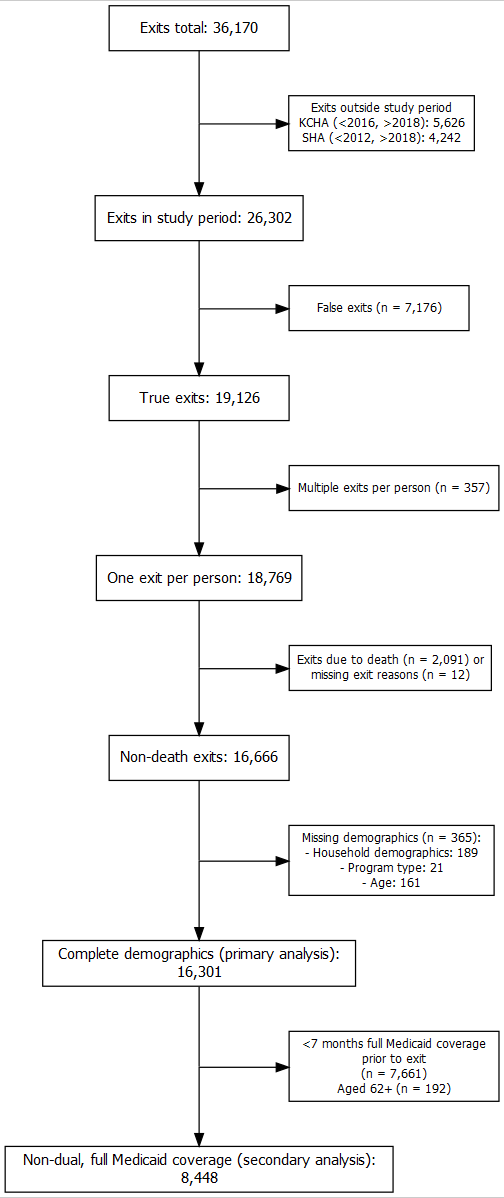 Exits total: 36,170
Exits outside study period
KCHA (<2016, >2018): 5,626
SHA (<2012, >2018): 4,242
Exits in study period: 26,302
False exits (n = 7,176)
True exits: 19,126
Multiple exits per person (n = 357)
One exit per person: 18,769
Exits due to death (n = 2,091) or
missing exit reasons (n = 12)
Non-death exits: 16,666
Missing demographics (n = 365):
- Household demographics: 189
- Program type: 21
- Age: 161
Complete demographics (primary analysis):
16,301
<7 months full Medicaid coverage
prior to exit
(n = 7,661)
Aged 62+ (n = 192)
Non-dual, full Medicaid coverage (secondary analysis):
8,448